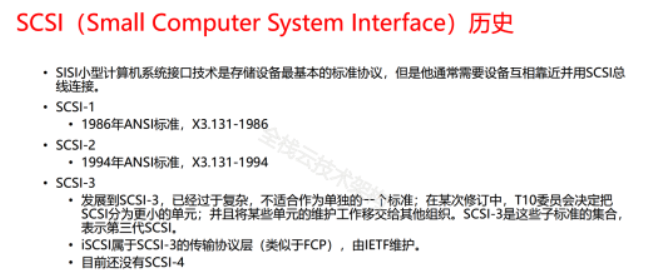 SCSI（Small Computer System Interface）历史
• SISI小型计算机系统接口技术是存储设备最基本的标准协议，但是他通常需要设备互相靠近并用SCSI总
线连接。
• SCSI-1
• 1986年ANSI标准，X3.131-1986
• SCSI-2
• 1994年ANSI标准，X3.131-1994
• SCSI-3
• 发展到SCSI-3，已经过于复杂，不适合作为单独的一个标准；在某次修订中，T10委员会决定把
SCSI分为更小的单元；并且将某些单元的维护工作移交给其他组织。SCSI-3是这些子标准的集合，
表示第三代SCSI。
• iSCSI属于SCSI-3的传输协议层（类似于FCP），由IETF维护。
• 目前还没有SCSI-4
全栈云技术架构